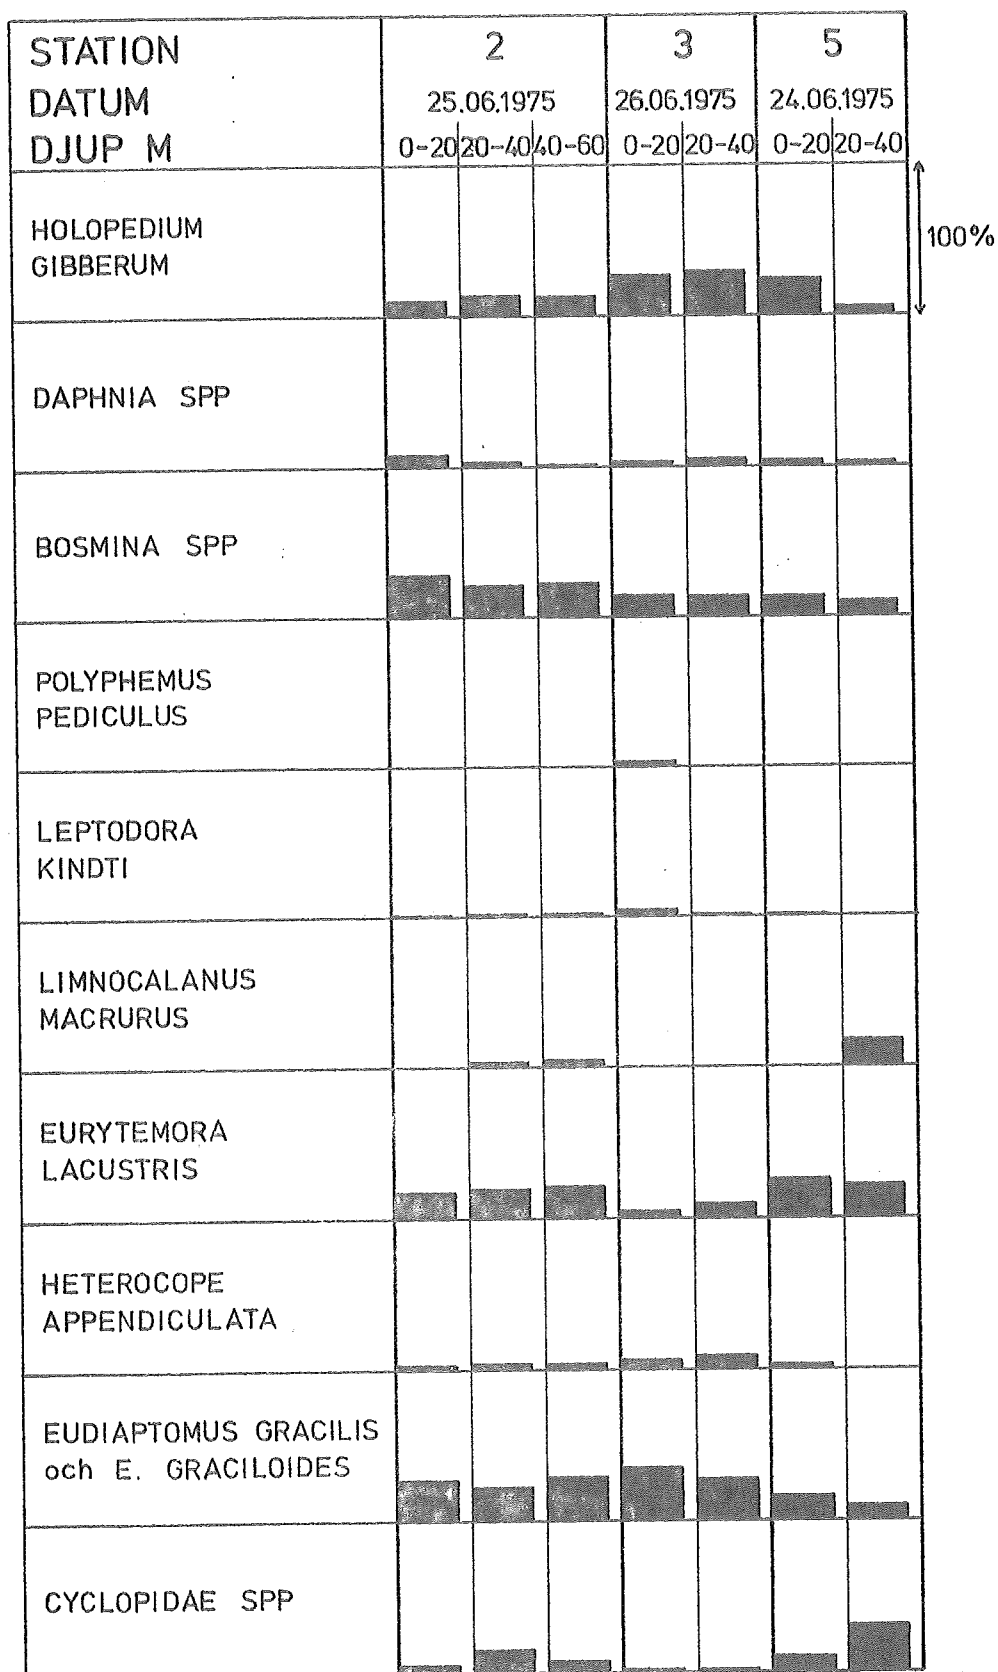 STATION 2 3 5
DATUM 25.06.1975 26.06.1975 24.06.1975
DJUP M 0-20 20-40 40-60 0-20 20-40 0-20 20-40
HOLOPEDIUM
GIBBERUM
100%
DAPHNIA SPP
BOSMINA SPP
POLYPHEMUS
PEDICULUS
LEPTODORA
KINDTI
LIMNOCALANUS
MACRURUS
EURYTEMORA
LACUSTRIS
HETEROCOPE
APPENDICULATA
EUDIAPTOMUS GRACILIS
och E. GRACILOIDES
CYCLOPIDAE SPP